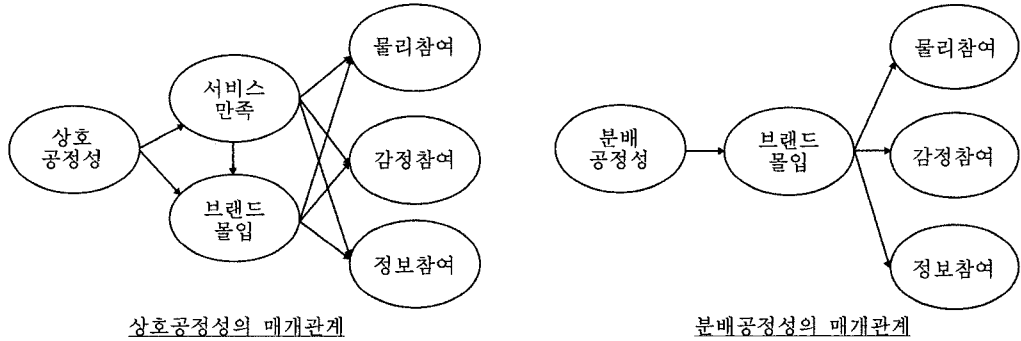 상호
공정성
서비스
만족
브랜드
몰입
물리참여
감정참여
정보참여
상호공정성의 매개관계
분배
공정성
브랜드
몰입
물리참여
감정참여
정보참여
분배공정성의 매개관계